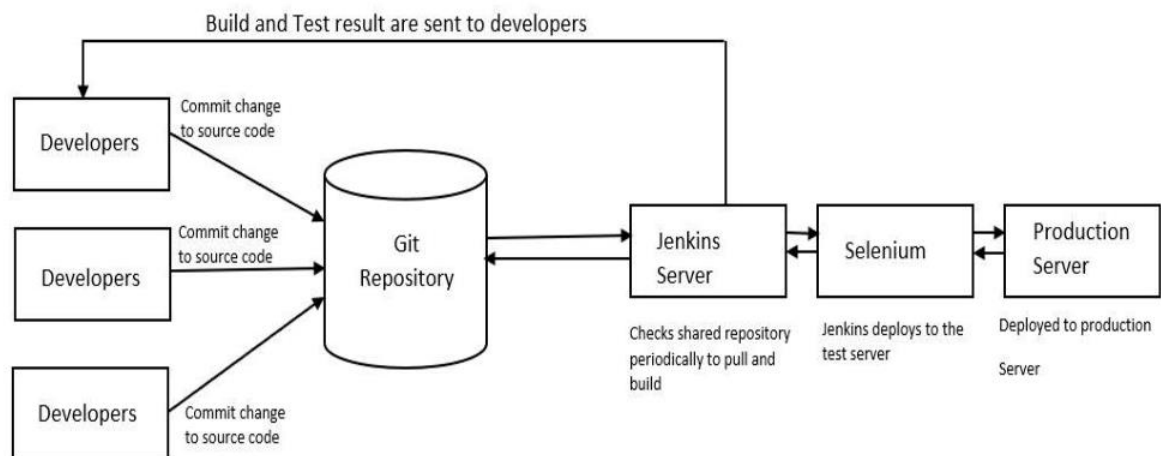 Build and Test result are sent to developers
Developers
Commit change
to source code
Developers
Commit change
to source code
Developers
Commit change
to source code
Git
Repository
Jenkins
Server
Checks shared repository
periodically to pull and
build
Selenium
Jenkins deploys to the
test server
Production
Server
Deployed to production
Server